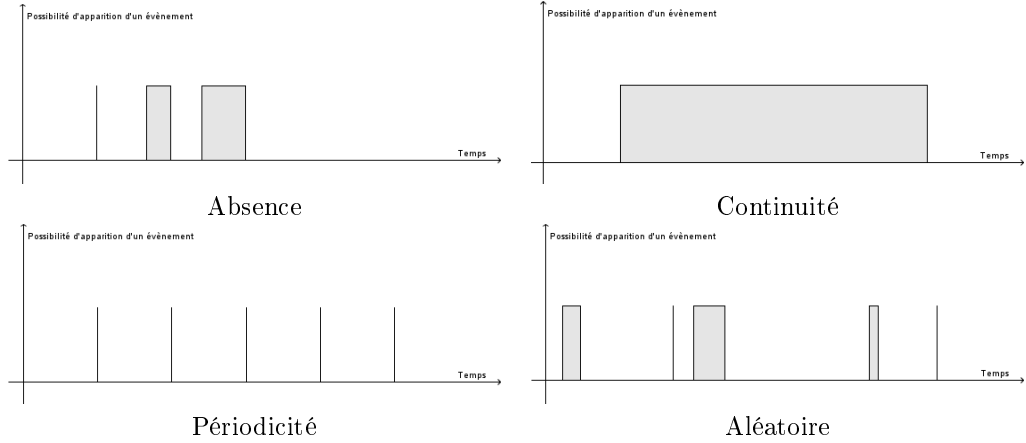 Possibilité d'apparition d'un évènement
Temps
Absence
Possibilité d'apparition d'un évènement
Temps
Continuité
Possibilité d'apparition d'un évènement
Temps
Périodicité
Possibilité d'apparition d'un évènement
Temps
Aléatoire